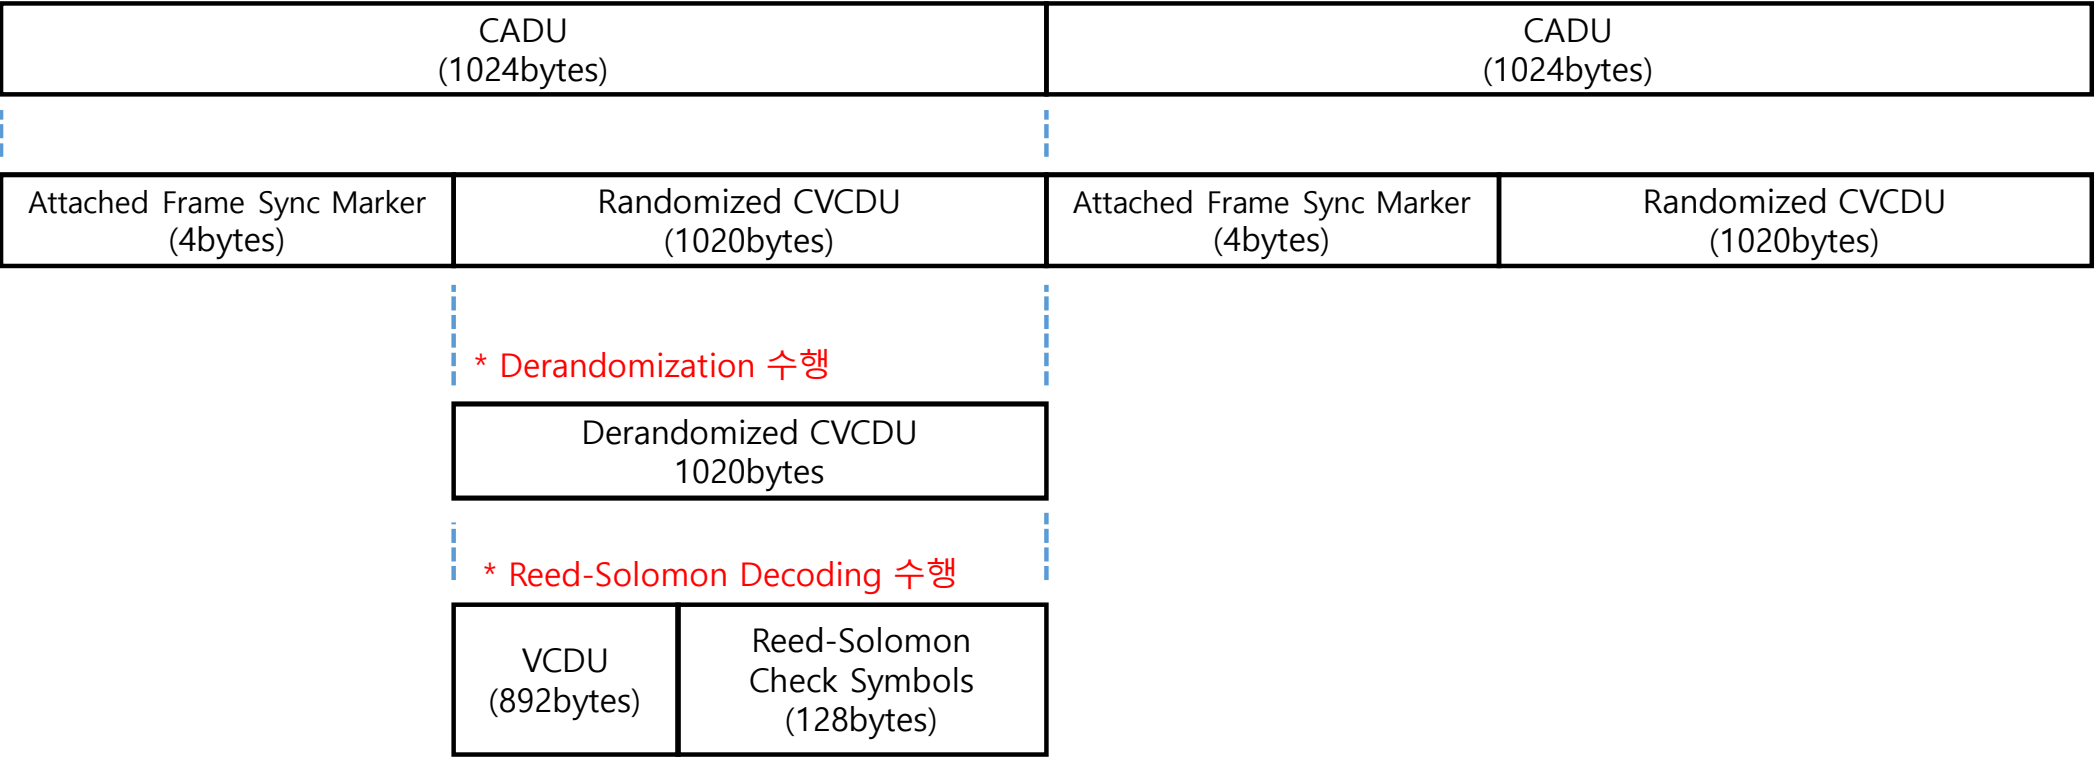 CADU
(1024bytes)
CADU
(1024bytes)
Attached Frame Sync Marker
(4bytes)
Randomized CVCDU
(1020bytes)
Attached Frame Sync Marker
(4bytes)
Randomized CVCDU
(1020bytes)
* Derandomization 수행
Derandomized CVCDU
1020bytes
* Reed-Solomon Decoding 수행
VCDU
(892bytes)
Reed-Solomon
Check Symbols
(128bytes)